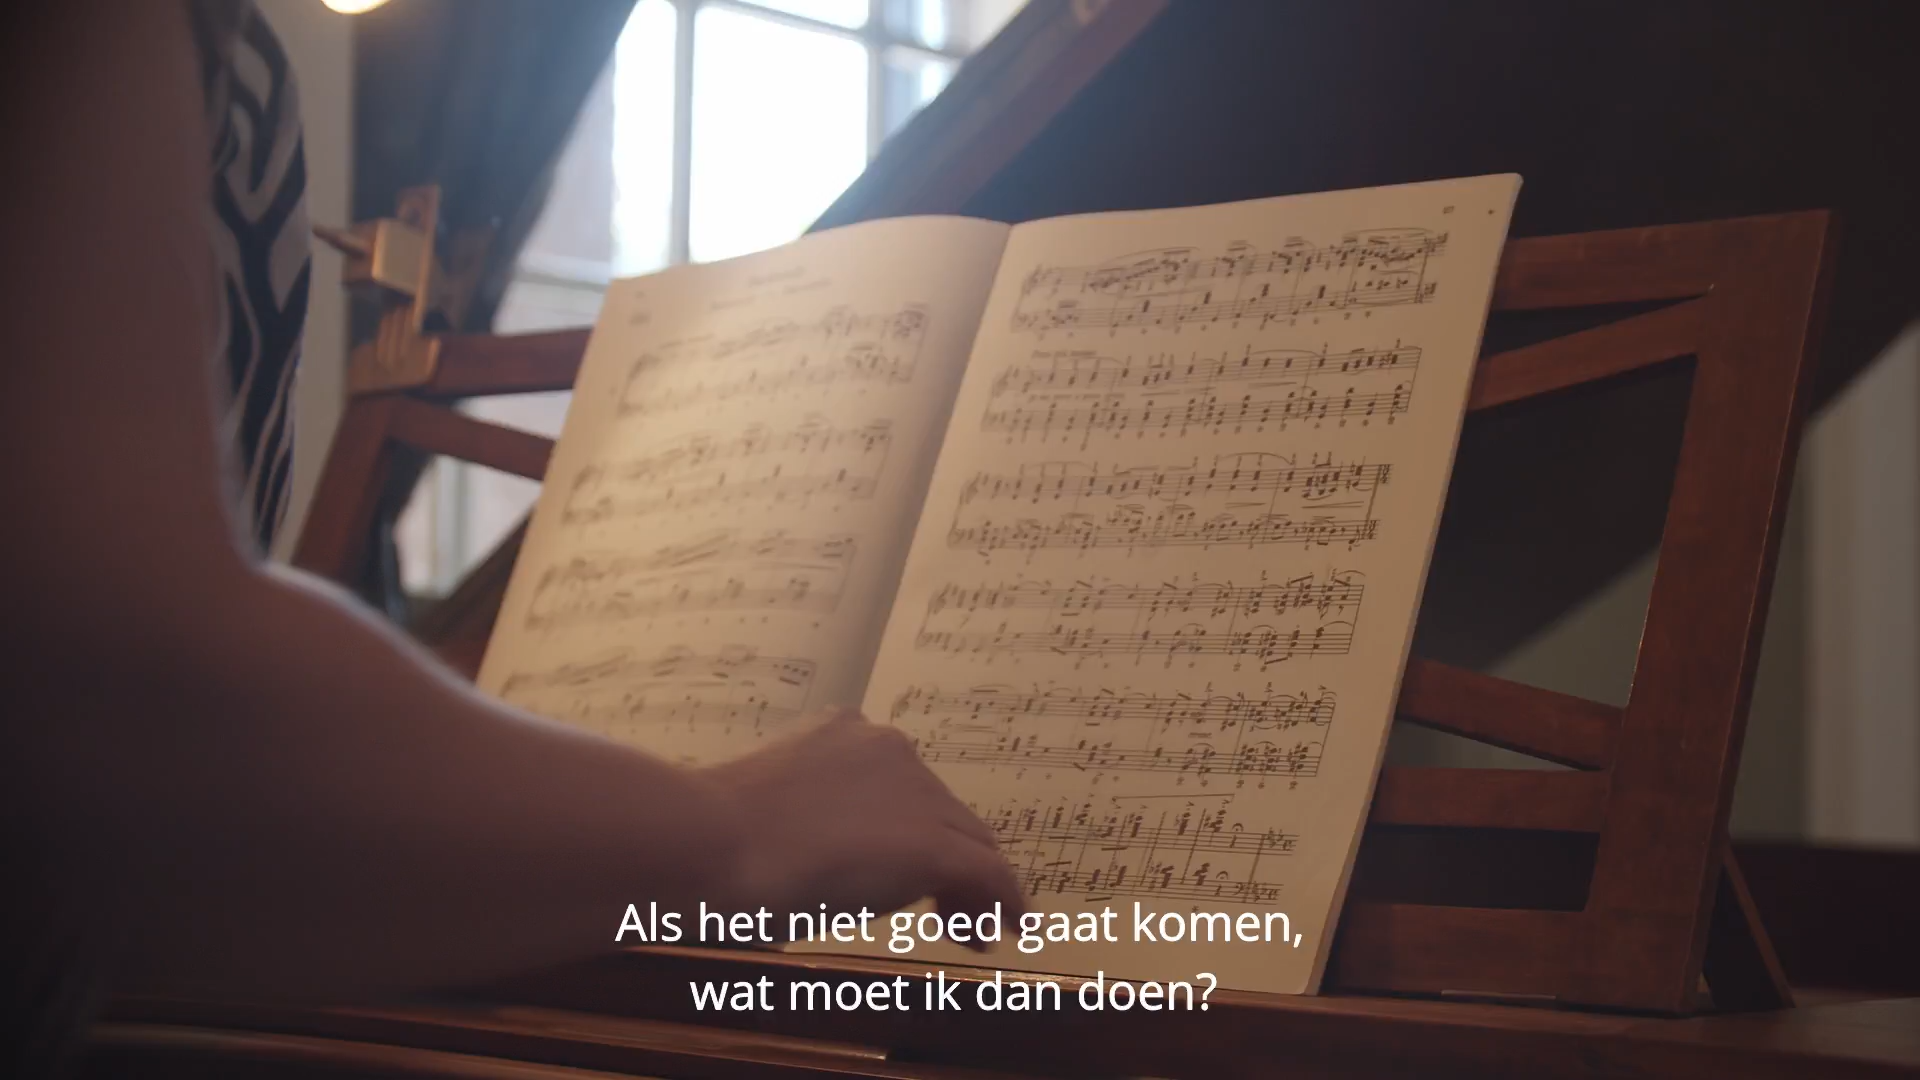 Als het niet goed gaat komen,
wat moet ik dan doen?